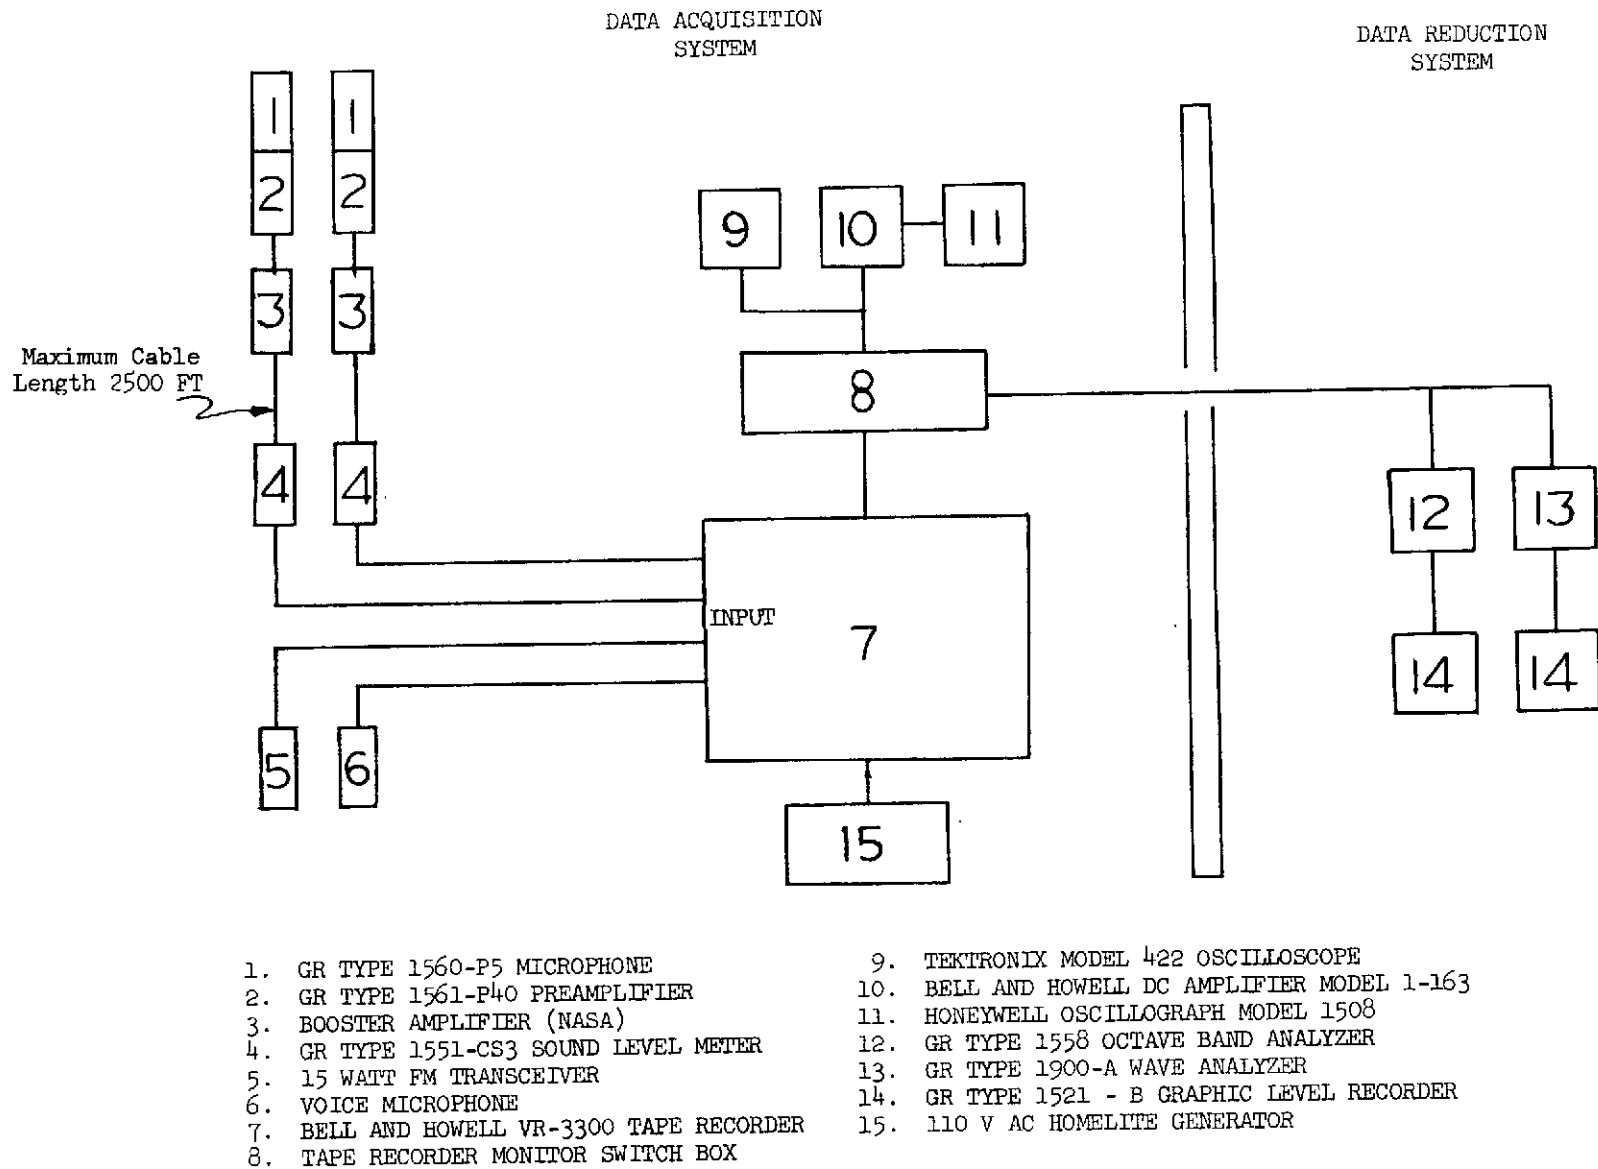 DATA ACQUISITION
SYSTEM
DATA REDUCTION
SYSTEM
1
1
2
2
9
10
11
3
3
Maximum Cable
Length 2500 FT
8
4
4
12
13
INPUT
7
14
14
5
6
15
1. GR TYPE 1560-P5 MICROPHONE
2. GR TYPE 1561-P40 PREAMPLIFIER
3. BOOSTER AMPLIFIER (NASA)
4. GR TYPE 1551-CS3 SOUND LEVEL METER
5. 15 WATT FM TRANSCEIVER
6. VOICE MICROPHONE
7. BELL AND HOWELL VR-3300 TAPE RECORDER
8. TAPE RECORDER MONITOR SWITCH BOX
9. TEKTRONIX MODEL 422 OSCILLOSCOPE
10. BELL AND HOWELL DC AMPLIFIER MODEL 1-163
11. HONEYWELL OSCILLOGRAPH MODEL 1508
12. GR TYPE 1558 OCTAVE BAND ANALYZER
13. GR TYPE 1900-A WAVE ANALYZER
14. GR TYPE 1521 - B GRAPHIC LEVEL RECORDER
15. 110 V AC HOMELITE GENERATOR